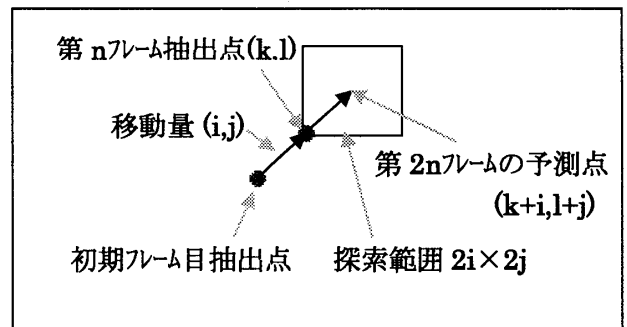 第 nフレーム抽出点(k.l)
移動量 (i,j)
第 2nフレームの予測点
(k+i,l+j)
初期フレーム目抽出点
探索範囲 2i×2j